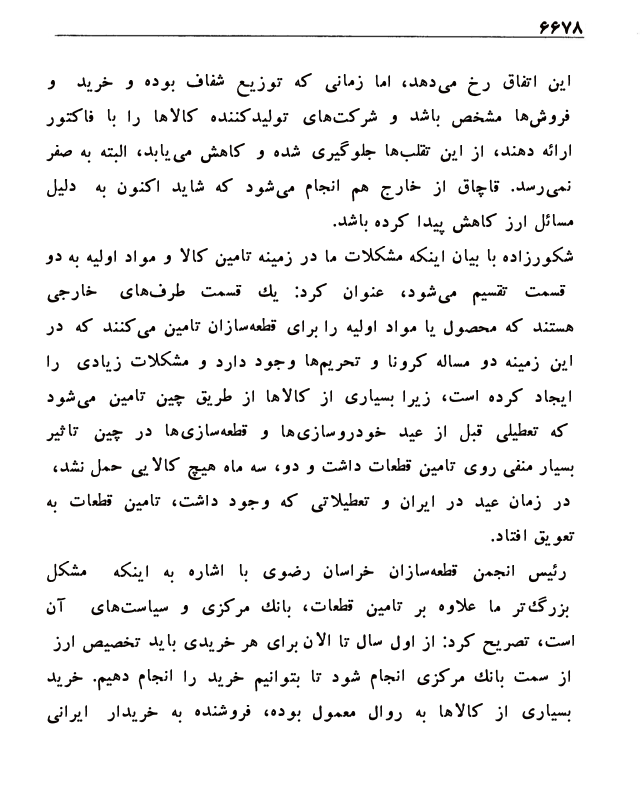 ۶۶۷۸
این اتفاق رخ می‌دهد، اما زمانی که توزیع شفاف بوده و خرید و
فروش‌ها مشخص باشد و شرکت‌های تولیدکننده کالاها را با فاکتور
ارائه دهند، از این تقلب‌ها جلوگیری شده و کاهش می‌یابد، البته به صفر
نمی‌رسد. قاچاق از خارج هم انجام می‌شود که شاید اکنون به دلیل
مسائل ارز کاهش پیدا کرده باشد.
شکورزاده با بیان اینکه مشکلات ما در زمینه تامین کالا و مواد اولیه به دو
قسمت تقسیم می‌شود، عنوان کرد: یك قسمت طرف‌های خارجی
هستند که محصول یا مواد اولیه را برای قطعه‌سازان تامین می‌کنند که در
این زمینه دو مساله کرونا و تحریم‌ها وجود دارد و مشکلات زیادی را
ایجاد کرده است، زیرا بسیاری از کالاها از طریق چین تامین می‌شود
که تعطیلی قبل از عید خودروسازی‌ها و قطعه‌سازی‌ها در چین تاثیر
بسیار منفی روی تامین قطعات داشت و دو، سه ماه هیچ کالایی حمل نشد،
در زمان عید در ایران و تعطیلاتی که وجود داشت، تامین قطعات به
تعویق افتاد.
رئیس انجمن قطعه‌سازان خراسان رضوی با اشاره به اینکه مشکل
بزرگ‌تر ما علاوه بر تامین قطعات، بانك مرکزی و سیاست‌های آن
است، تصریح کرد: از اول سال تا الان برای هر خریدی باید تخصیص ارز
از سمت بانك مرکزی انجام شود تا بتوانیم خرید را انجام دهیم. خرید
بسیاری از کالاها به روال معمول بوده، فروشنده به خریدار ایرانی